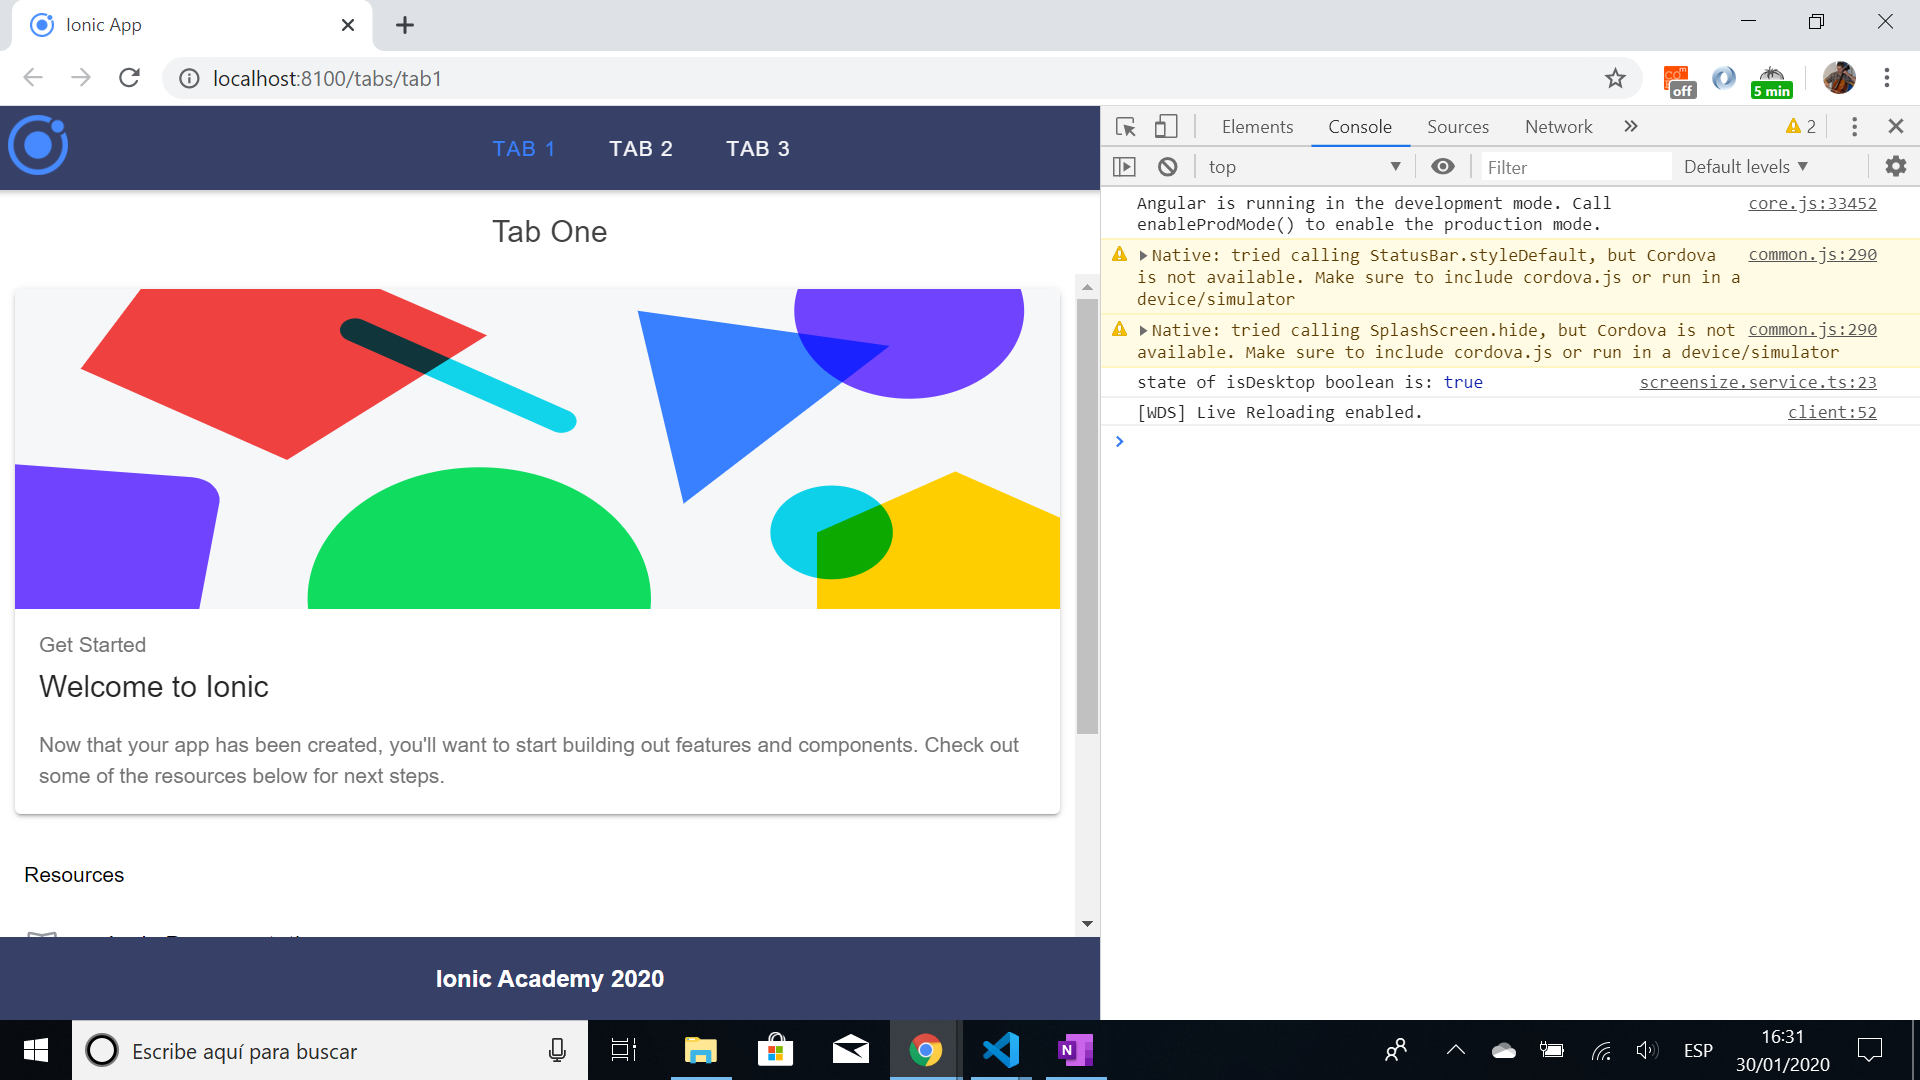 Ionic App
localhost:8100/tabs/tab1
off
5 min
TAB 1 TAB 2 TAB 3
Tab One
Get Started
Welcome to Ionic
Now that your app has been created, you'll want to start building out features and components. Check out
some of the resources below for next steps.
Resources
Ionic Academy 2020
Elements Console Sources Network » 2
top Filter Default levels
Angular is running in the development mode. Call core.js:33452
enableProdMode() to enable the production mode.
Native: tried calling StatusBar.styleDefault, but Cordova common.js:290
is not available. Make sure to include cordova.js or run in a
device/simulator
Native: tried calling SplashScreen.hide, but Cordova is not common.js:290
available. Make sure to include cordova.js or run in a device/simulator
state of isDesktop boolean is: true screensize.service.ts:23
[WDS] Live Reloading enabled. client:52
Escribe aquí para buscar
N
ESP
16:31
30/01/2020